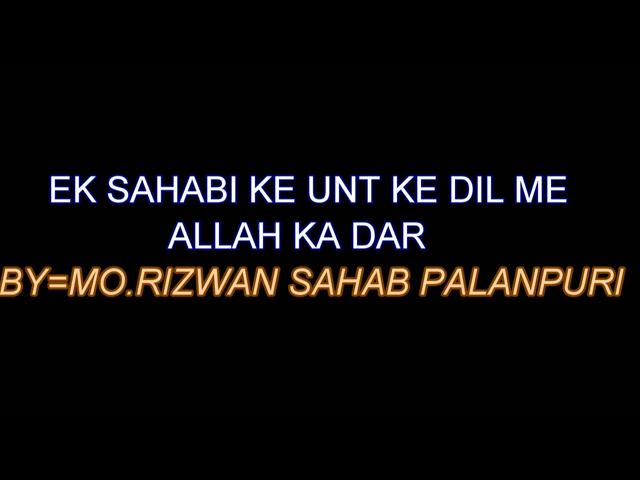 EK SAHABI KE UNT KE DIL ME
ALLAH KA DAR
BY=MO.RIZWAN SAHAB PALANPURI